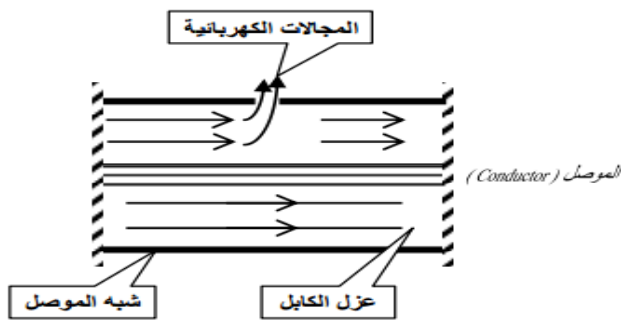 المجالات الكهربائية
الموصل ( Conductor )
شبه الموصل
عزل الكابل